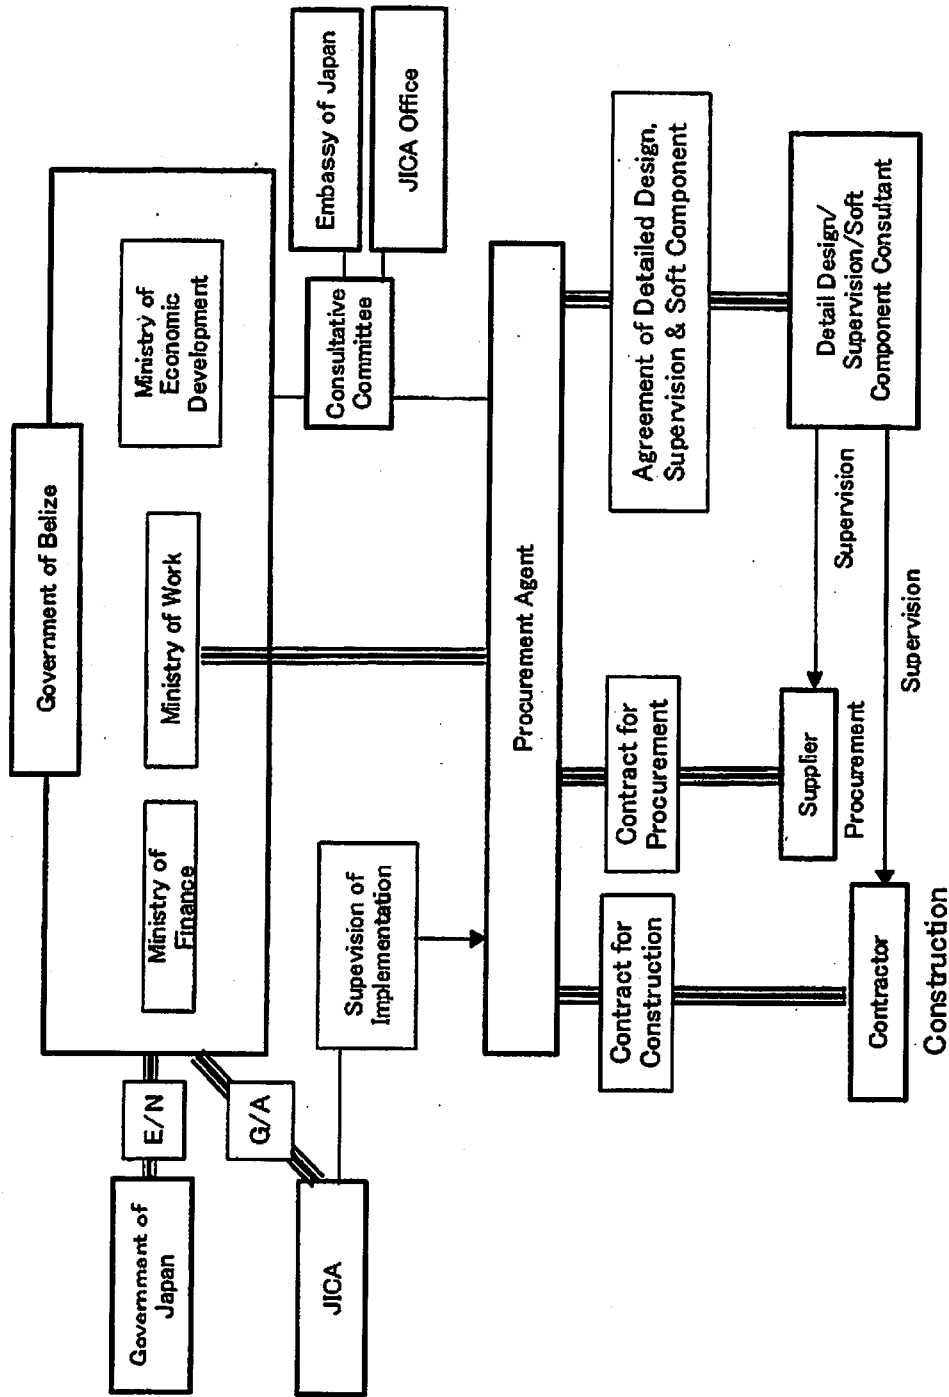 Government of Belize
Government of
Japan
E/N
Ministry of
Finance
Ministry of Work
Ministry of
Economic
Development
G/A
JICA
Supevision of
Implementation
Consultative
Committee
Embassy of Japan
JICA Office
Procurement Agent
Contract for
Construction
Contract for
Procurement
Agreement of Detailed Design,
Supervision & Soft Component
Contractor
Construction
Supplier
Procurement
Supervision
Supervision
Detail Design/
Supervision/Soft
Component Consultant